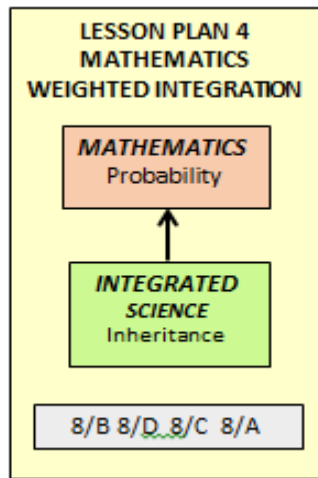 LESSON PLAN 4
MATHEMATICS
WEIGHTED INTEGRATION
MATHEMATICS
Probability
INTEGRATED
SCIENCE
Inheritance
8/B 8/D 8/C 8/A